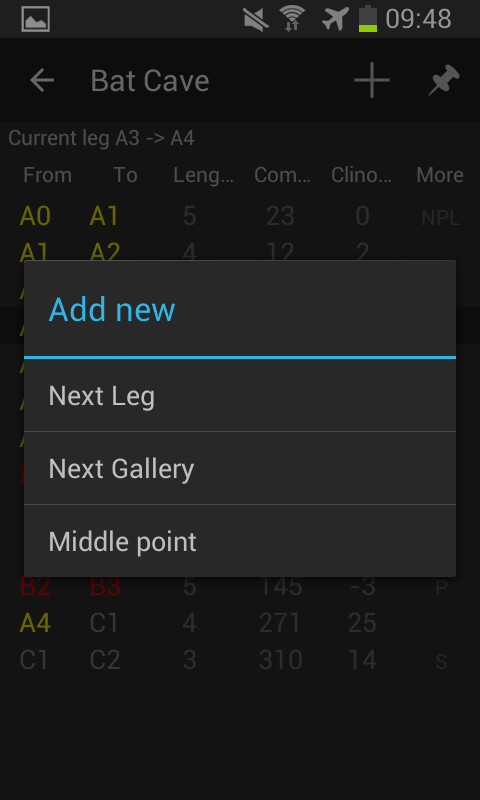 09:48
Bat Cave
Current leg A3 -> A4
From To Leng... Com... Clino... More
A0 A1 5 23 0 NPL
A1 A2 4 12 2
Add new
Next Leg
Next Gallery
Middle point
B2 B3 5 145 -3 P
A4 C1 4 271 25
C1 C2 3 310 14 S